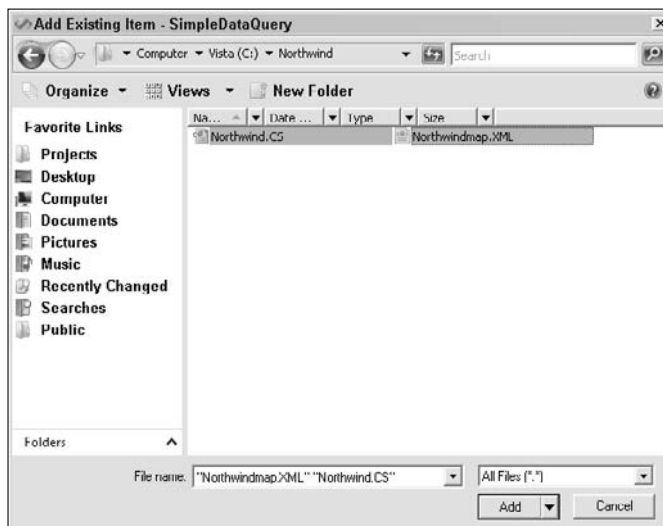 Add Existing Item - SimpleDataQuery
Computer Vista (C:) Northwind Search
Organize Views New Folder
Favorite Links
Na... Date ... Type Size
Northwind.CS Northwindmap.XML
Projects
Desktop
Computer
Documents
Pictures
Music
Recently Changed
Searches
Public
Folders
File name: "Northwindmap.XML" "Northwind.CS" All Files (*.*)
Add Cancel